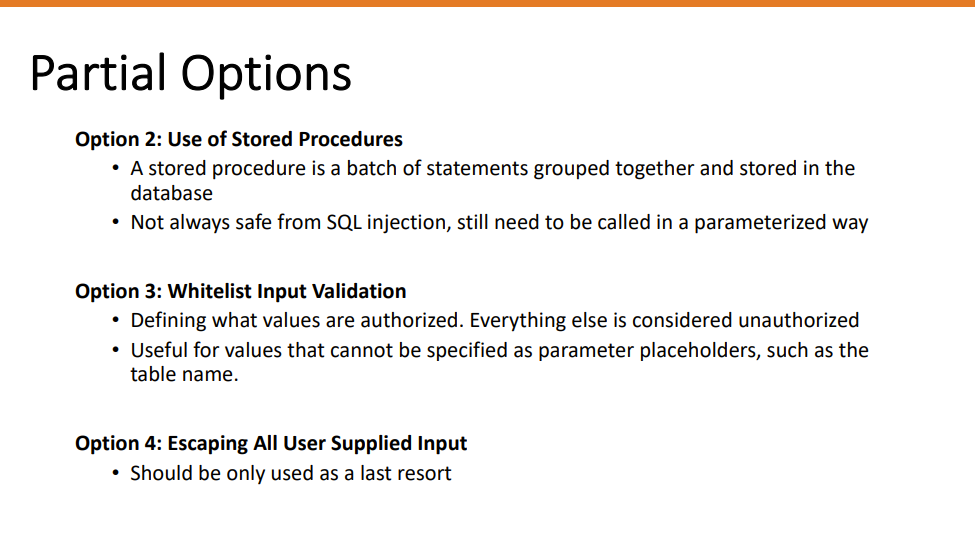 Partial Options
Option 2: Use of Stored Procedures
• A stored procedure is a batch of statements grouped together and stored in the
database
• Not always safe from SQL injection, still need to be called in a parameterized way
Option 3: Whitelist Input Validation
• Defining what values are authorized. Everything else is considered unauthorized
• Useful for values that cannot be specified as parameter placeholders, such as the
table name.
Option 4: Escaping All User Supplied Input
• Should be only used as a last resort